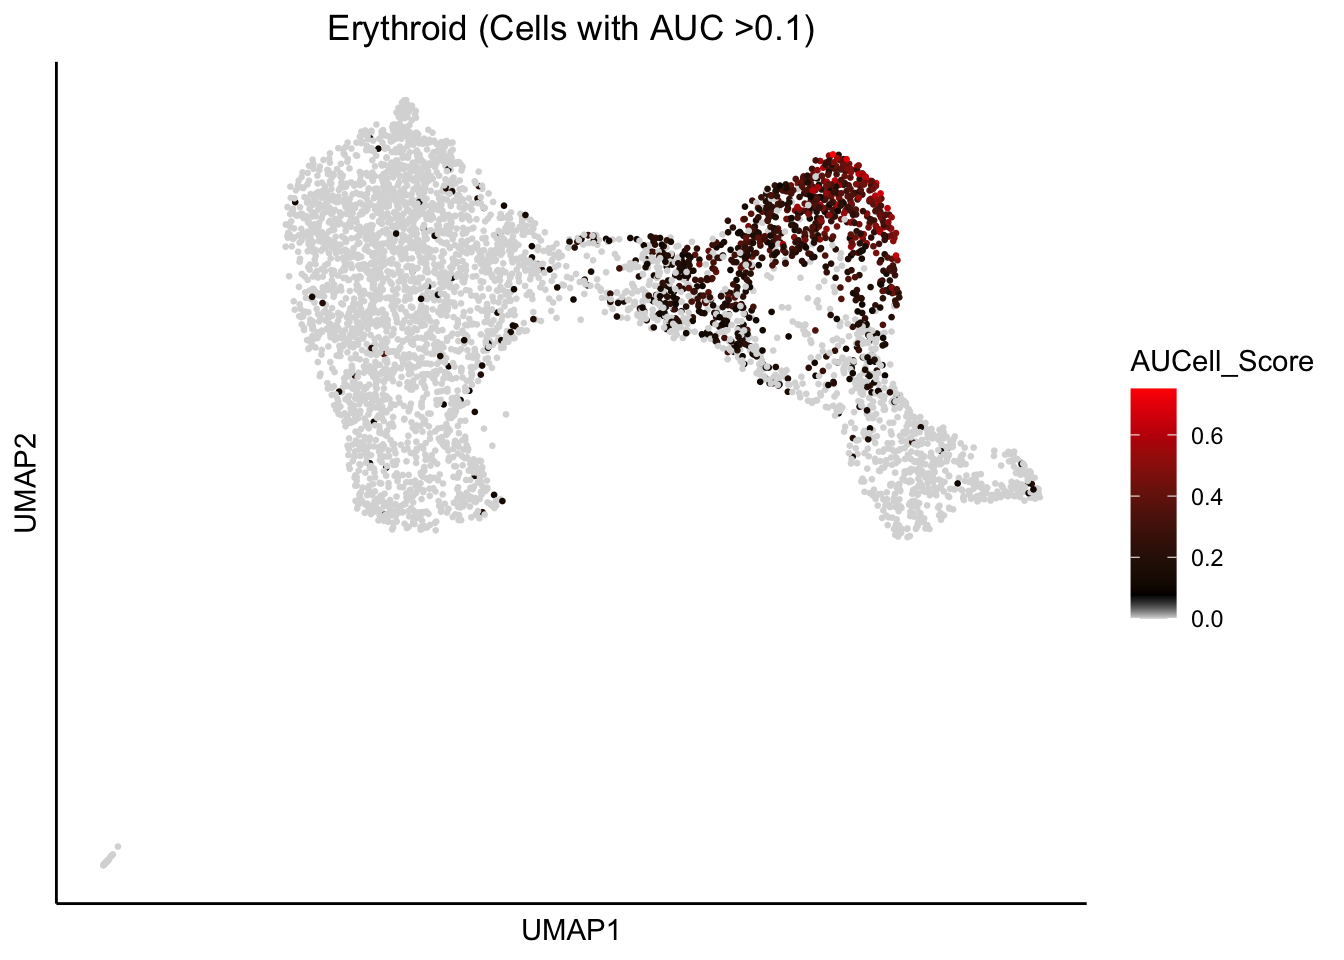 Erythroid (Cells with AUC >0.1)
UMAP2
UMAP1
AUCell_Score
0.6
0.4
0.2
0.0